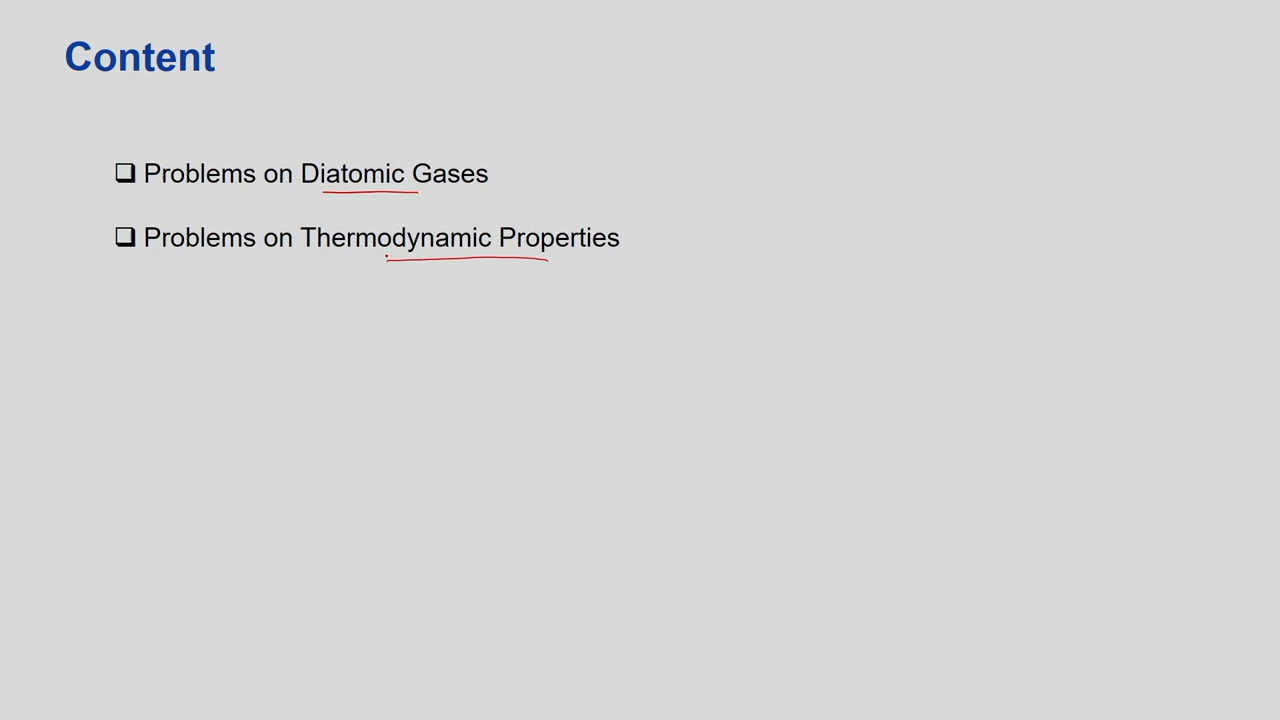 Content
❑ Problems on Diatomic Gases
❑ Problems on Thermodynamic Properties